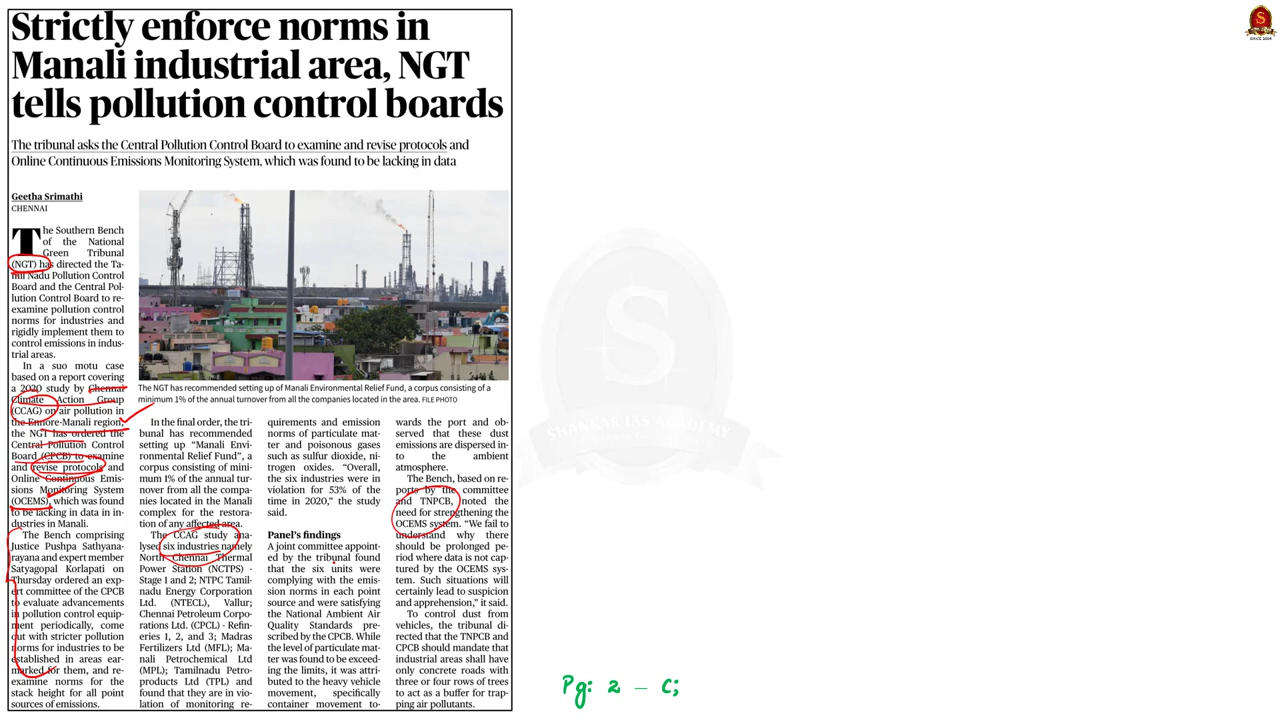 Strictly enforce norms in
Manali industrial area, NGT
tells pollution control boards
The tribunal asks the Central Pollution Control Board to examine and revise protocols and
Online Continuous Emissions Monitoring System, which was found to be lacking in data
Geetha Srimathi
CHENNAI
The Southern Bench
of the National
Green Tribunal
(NGT) has directed the Ta-
mil Nadu Pollution Control
Board and the Central Pol-
lution Control Board to re-
examine pollution control
norms for industries and
rigidly implement them to
control emissions in indus-
trial areas.
In a suo motu case
based on a report covering
a 2020 study by Chennai
Climate Action Group
(CCAG) on air pollution in
the Ennore-Manali region,
the NGT has ordered the
Central Pollution Control
Board (CPCB) to examine
and revise protocols and
Online Continuous Emis-
sions Monitoring System
(OCEMS), which was found
to be lacking in data in in-
dustries in Manali.
The Bench comprising
Justice Pushpa Sathyana-
rayana and expert member
Satyagopal Korlapati on
Thursday ordered an exp-
ert committee of the CPCB
to evaluate advancements
in pollution control equip-
ment periodically, come
out with stricter pollution
norms for industries to be
established in areas ear-
marked for them, and re-
examine norms for the
stack height for all point
sources of emissions.
The NGT has recommended setting up of Manali Environmental Relief Fund, a corpus consisting of a
minimum 1% of the annual turnover from all the companies located in the area. FILE PHOTO
In the final order, the tri-
bunal has recommended
setting up “Manali Envi-
ronmental Relief Fund”, a
corpus consisting of mini-
mum 1% of the annual tur-
nover from all the compa-
nies located in the Manali
complex for the restora-
tion of any affected area.
The CCAG study anal-
ysed six industries namely
North Chennai Thermal
Power Station (NCTPS) -
Stage 1 and 2; NTPC Tamil-
nadu Energy Corporation
Ltd. (NTECL), Vallur;
Chennai Petroleum Corpo-
rations Ltd. (CPCL) - Refin-
eries 1, 2, and 3; Madras
Fertilizers Ltd (MFL); Ma-
nali Petrochemical Ltd
(MPL); Tamilnadu Petro-
products Ltd (TPL) and
found that they are in vio-
lation of monitoring re-
quirements and emission
norms of particulate mat-
ter and poisonous gases
such as sulfur dioxide, ni-
trogen oxides. “Overall,
the six industries were in
violation for 53% of the
time in 2020,” the study
said.
Panel’s findings
A joint committee appoint-
ed by the tribunal found
that the six units were
complying with the emis-
sion norms in each point
source and were satisfying
the National Ambient Air
Quality Standards pre-
scribed by the CPCB. While
the level of particulate mat-
ter was found to be exceed-
ing the limits, it was attri-
buted to the heavy vehicle
movement, specifically
container movement to-
wards the port and ob-
served that these dust
emissions are dispersed in-
to the ambient
atmosphere.
The Bench, based on re-
ports by the committee
and TNPCB, noted the
need for strengthening the
OCEMS system. “We fail to
understand why there
should be prolonged pe-
riod where data is not cap-
tured by the OCEMS sys-
tem. Such situations will
certainly lead to suspicion
and apprehension,” it said.
To control dust from
vehicles, the tribunal di-
rected that the TNPCB and
CPCB should mandate that
industrial areas shall have
only concrete roads with
three or four rows of trees
to act as a buffer for trap-
ping air pollutants.
S
SINCE 2004
S
SHANKAR IAS ACADEMY
Pg: 2 – C;